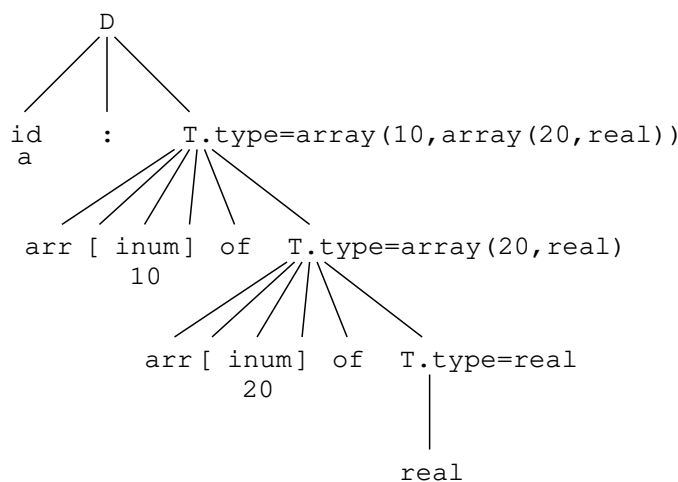 D
id : T.type=array(10,array(20,real))
a
arr [ inum] of T.type=array(20,real)
10
arr [ inum] of T.type=real
20
real